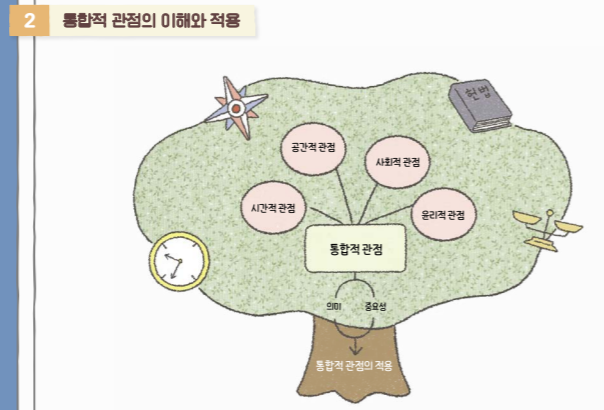 2 통합적 관점의 이해와 적용
헌법
공간적 관점
사회적 관점
시간적 관점
윤리적 관점
통합적 관점
의미 중요성
통합적 관점의 적용